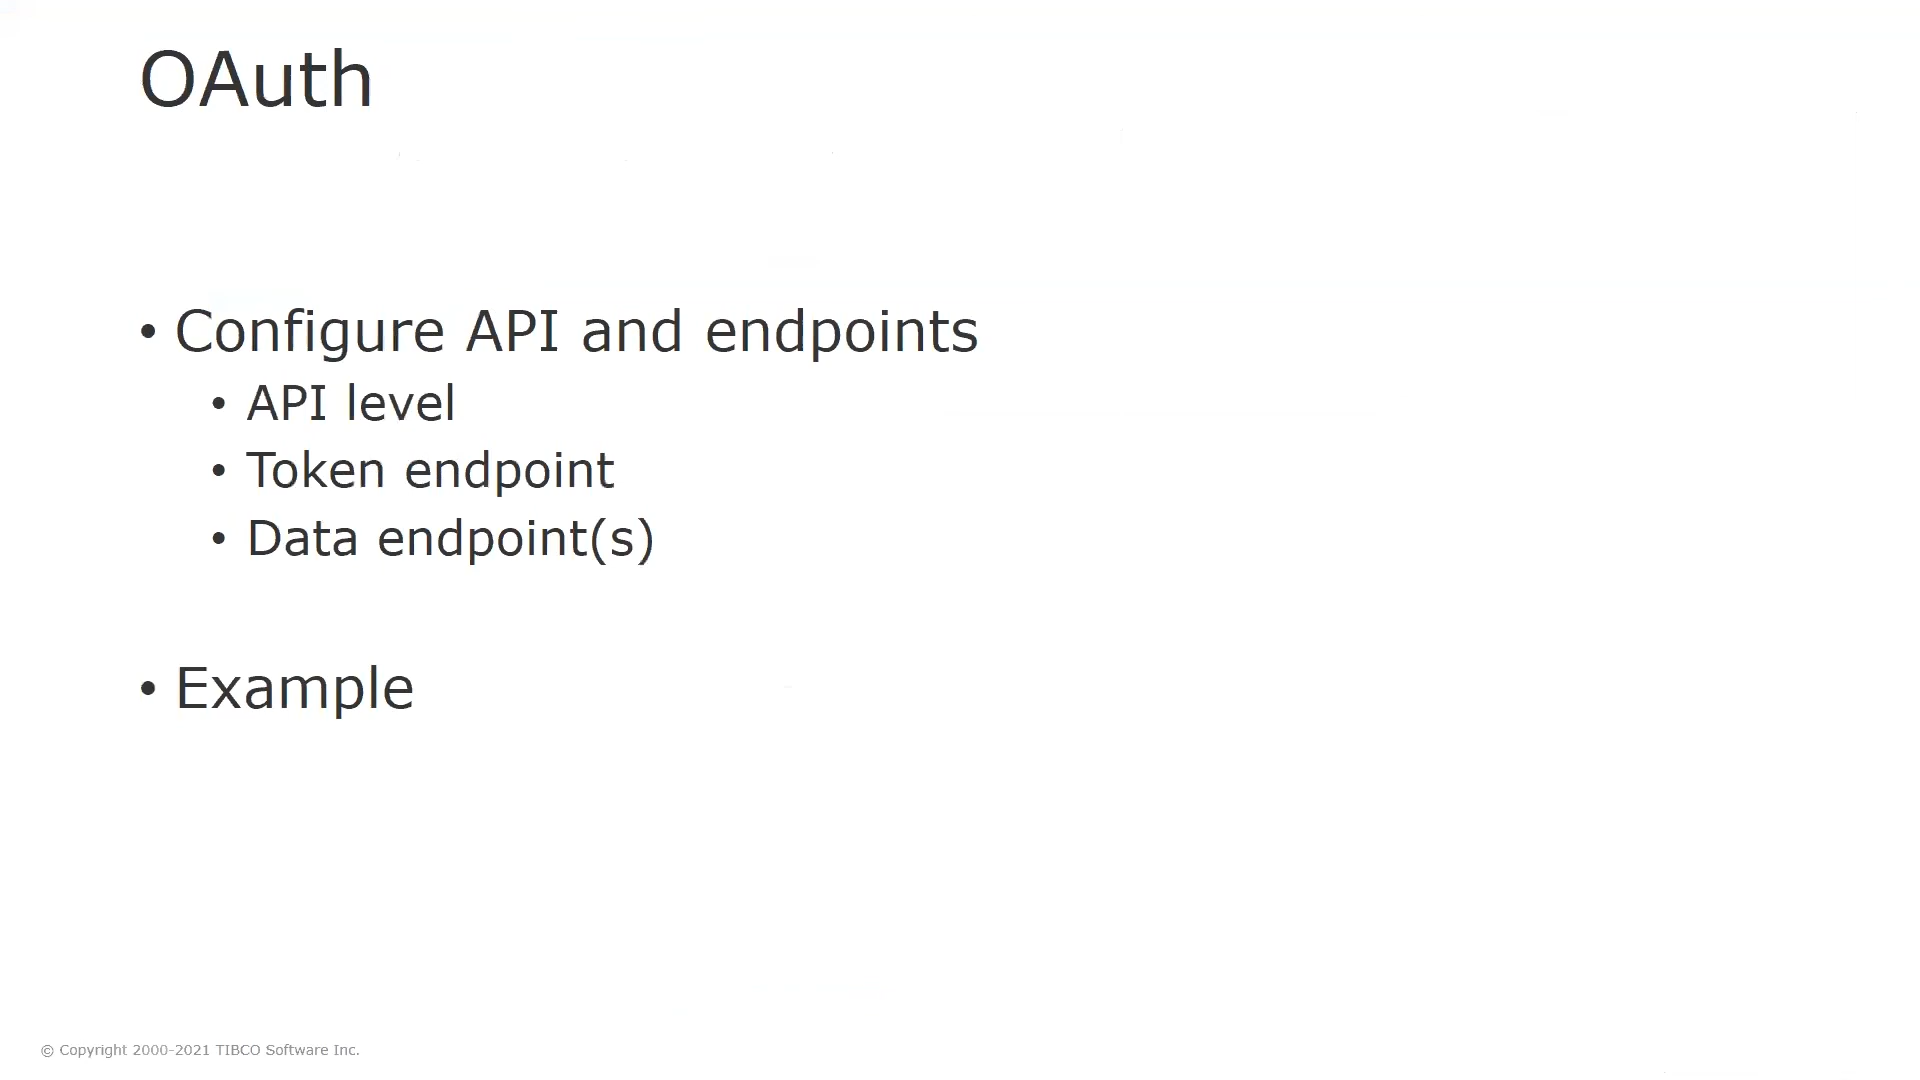 OAuth
• Configure API and endpoints
• API level
• Token endpoint
• Data endpoint(s)
• Example
© Copyright 2000-2021 TIBCO Software Inc.